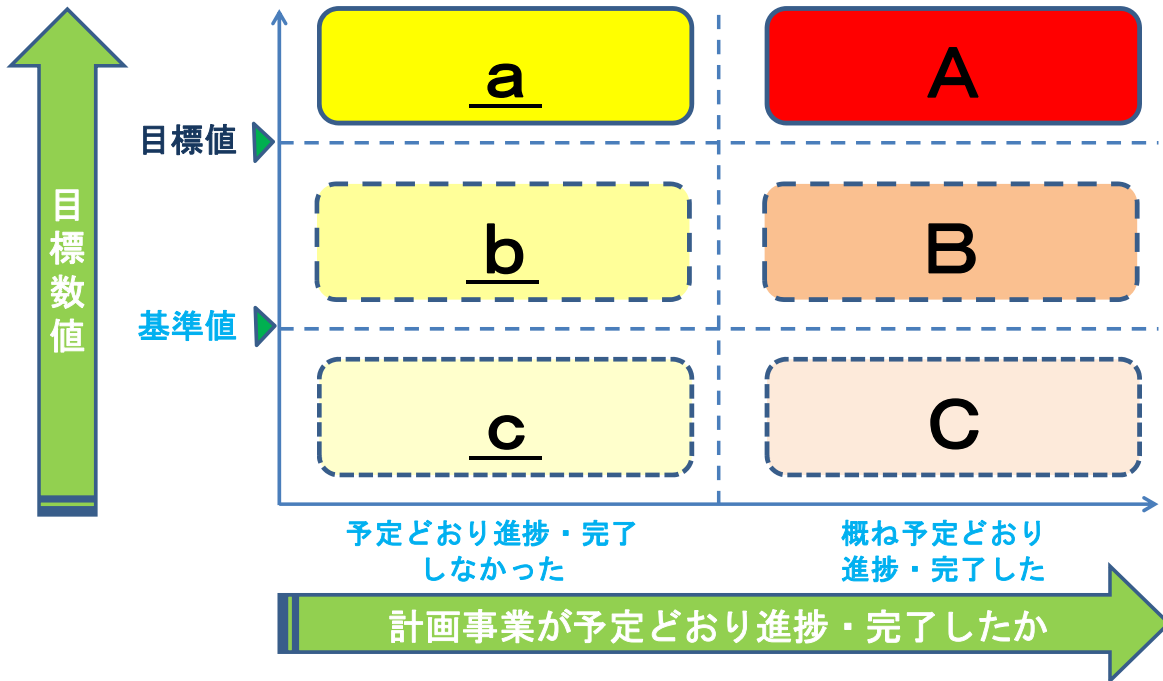 a
A
目標値
b
B
目標数値
基準値
c
C
予定どおり進捗・完了
しなかった
概ね予定どおり
進捗・完了した
計画事業が予定どおり進捗・完了したか